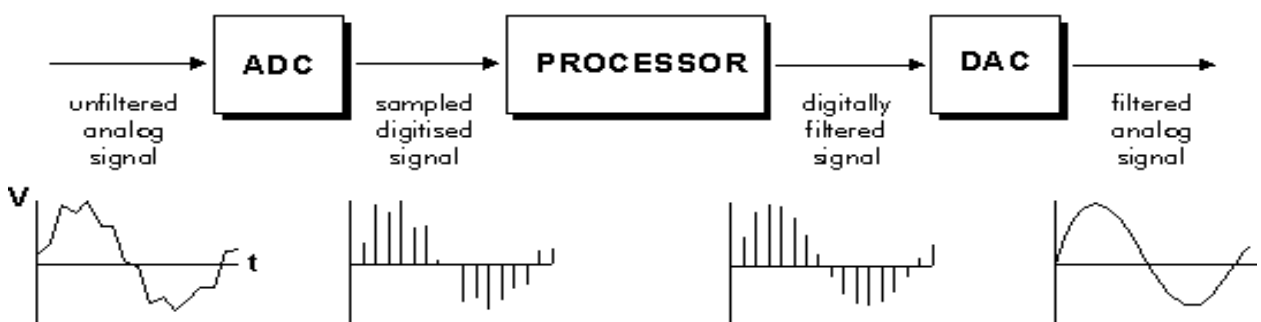 ADC
PROCESSOR
DAC
unfiltered
analog
signal
sampled
digitised
signal
digitally
filtered
signal
filtered
analog
signal
V
t